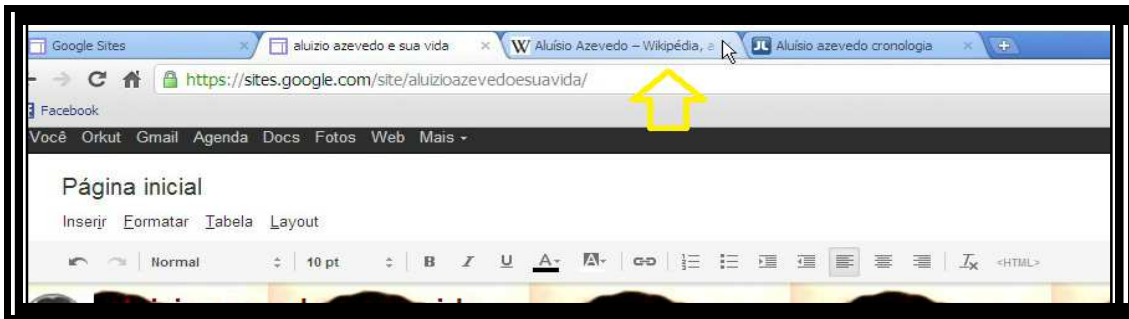 Google Sites aluizio azevedo e sua vida W Aluísio Azevedo – Wikipédia, a Aluísio azevedo cronologia
https://sites.google.com/site/aluizioazevedoesuavida/
Facebook
Você Orkut Gmail Agenda Docs Fotos Web Mais
Página inicial
Inserir Formatar Tabela Layout
Normal 10 pt B I U A A Tx <HTML>